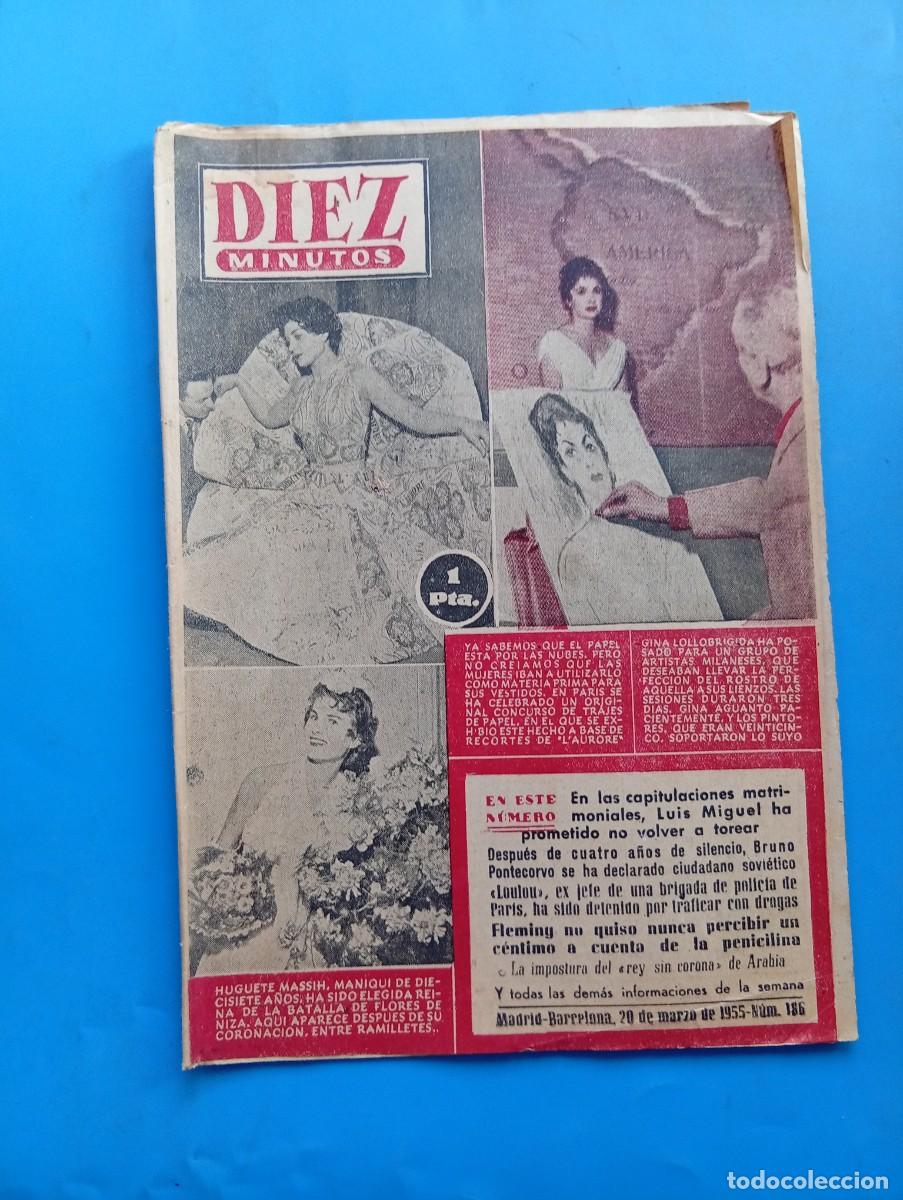 DIEZ
MINUTOS
AMERICA
O
1
Pta.
YA SABEMOS QUE EL PAPEL
ESTA POR LAS NUBES. PERO
NO CREIAMOS QUE LAS
MUJERES IBAN A UTILIZARLO
COMO MATERIA PRIMA PARA
SUS VESTIDOS. EN PARIS SE
HA CELEBRADO UN ORIG-
NAL CONCURSO DE TRAJES
DE PAPEL, EN EL QUE SE EX-
H'BIO ESTE HECHO A BASE DE
RECORTES DE "L'AURORE"
GINA LOLLOBRIGIDA HA PO-
SADO PARA UN GRUPO DE
ARTISTAS MILANESES, QUE
DESEABAN LLEVAR LA PER-
FECCION DEL ROSTRO DE
AQUELLA A SUS LIENZOS. LAS
SESIONES DURARON TRES
DIAS. GINA AGUANTO PA-
CIENTEMENTE, Y LOS PINTO-
RES, QUE ERAN VEINTICIN-
CO, SOPORTARON LO SUYO
EN ESTE NÚMERO
En las capitulaciones matri-
moniales, Luis Miguel ha
prometido no volver a torear
Después de cuatro años de silencio, Bruno
Pontecorvo se ha declarado ciudadano soviético
«Loulou», ex jefe de una brigada de policía de
París, ha sido detenido por traficar con drogas
Fleming no quiso nunca percibir un
céntimo a cuenta de la penicilina
La impostura del «rey sin corona» de Arabia
Y todas las demás informaciones de la semana
Madrid-Barcelona, 20 de marzo de 1955-Núm. 186
HUGUETE MASSIH, MANIQUI DE DIE-
CISIETE AÑOS, HA SIDO ELEGIDA REI-
NA DE LA BATALLA DE FLORES DE
NIZA. AQUI APARECE DESPUES DE SU
CORONACION, ENTRE RAMILLETES..
todocoleccion